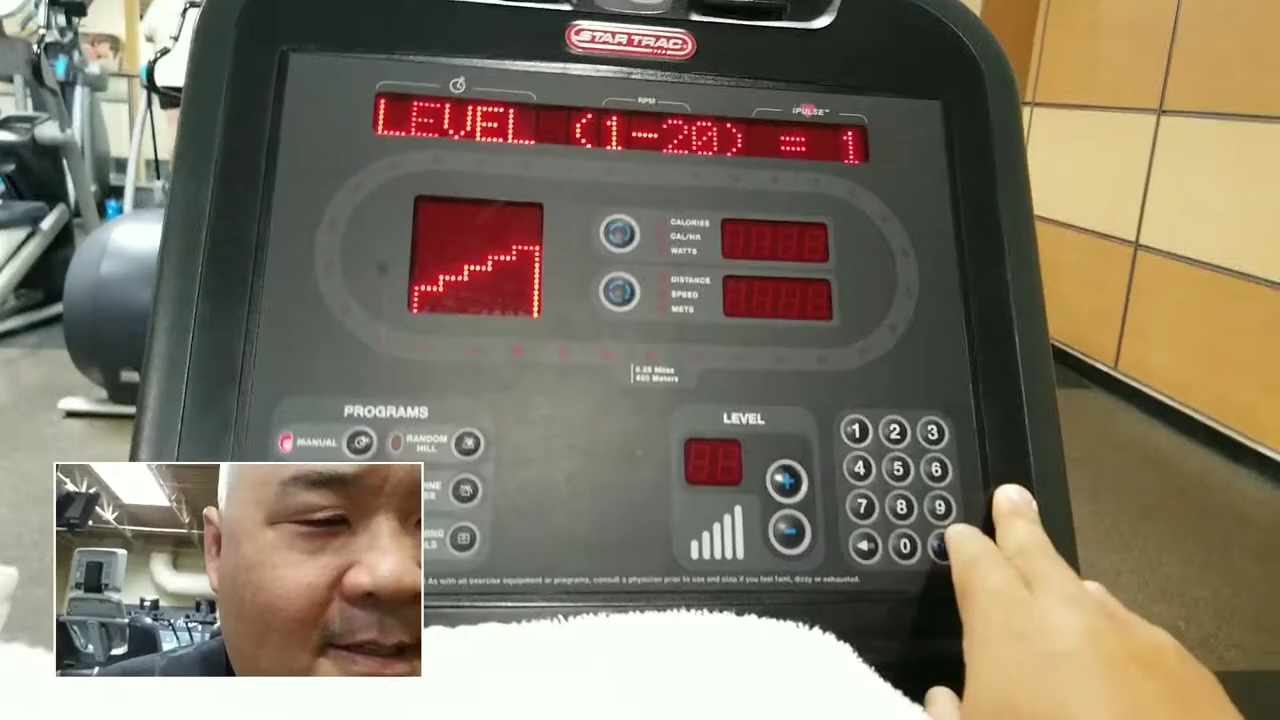 STAR TRAC
RPM
iPULSE™
LEVEL (1-20) = 1
CALORIES
CAL/HR
WATTS
DISTANCE
SPEED
METS
0.25 Miles
400 Meters
PROGRAMS
MANUAL
RANDOM
HILL
LEVEL
+
-
1 2 3
4 5 6
7 8 9
0
As with all exercise equipment or programs, consult a physician prior to use and stop if you feel faint, dizzy or exhausted.